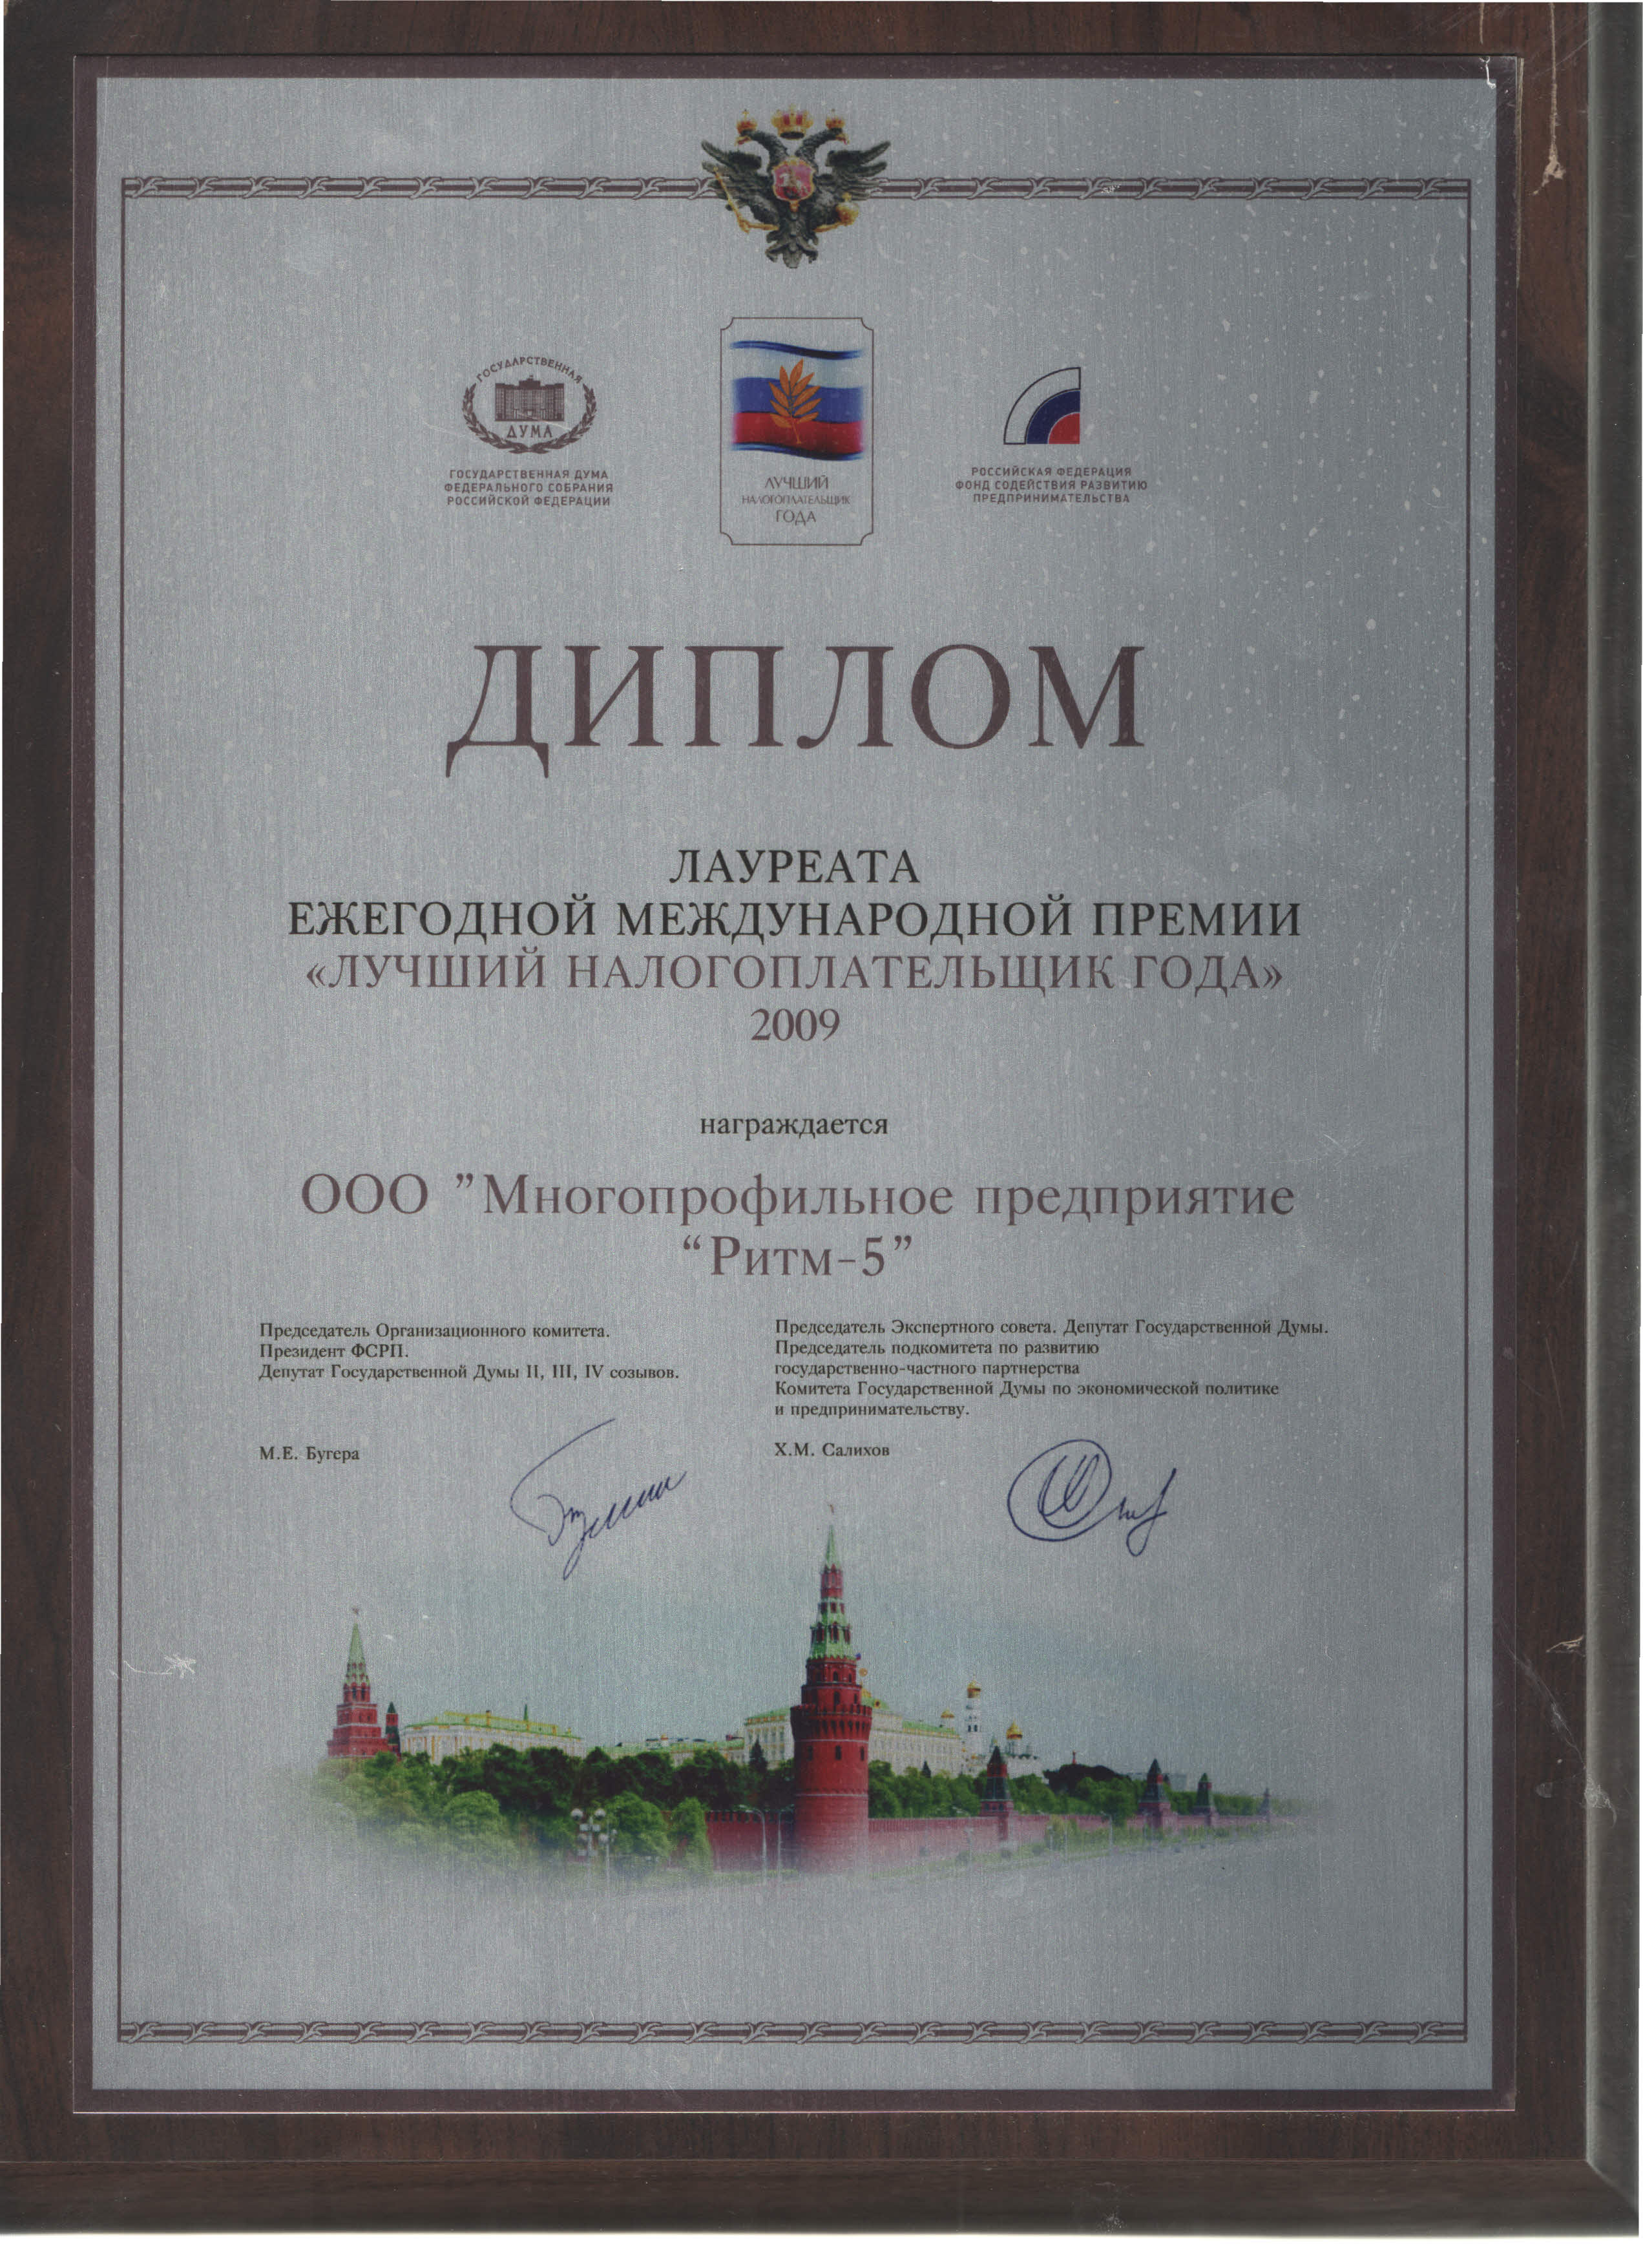 ГОСУДАРСТВЕННАЯ
ДУМА
ГОСУДАРСТВЕННАЯ ДУМА
ФЕДЕРАЛЬНОГО СОБРАНИЯ
РОССИЙСКОЙ ФЕДЕРАЦИИ
ЛУЧШИЙ
НАЛОГОПЛАТЕЛЬЩИК
ГОДА
РОССИЙСКАЯ ФЕДЕРАЦИЯ
ФОНД СОДЕЙСТВИЯ РАЗВИТИЮ
ПРЕДПРИНИМАТЕЛЬСТВА
ДИПЛОМ
ЛАУРЕАТА
ЕЖЕГОДНОЙ МЕЖДУНАРОДНОЙ ПРЕМИИ
«ЛУЧШИЙ НАЛОГОПЛАТЕЛЬЩИК ГОДА»
2009
награждается
ООО ”Многопрофильное предприятие
“Ритм-5”
Председатель Организационного комитета.
Президент ФСРП.
Депутат Государственной Думы II, III, IV созывов.
М.Е. Бугера
Председатель Экспертного совета. Депутат Государственной Думы.
Председатель подкомитета по развитию
государственно-частного партнерства
Комитета Государственной Думы по экономической политике
и предпринимательству.
Х.М. Салихов